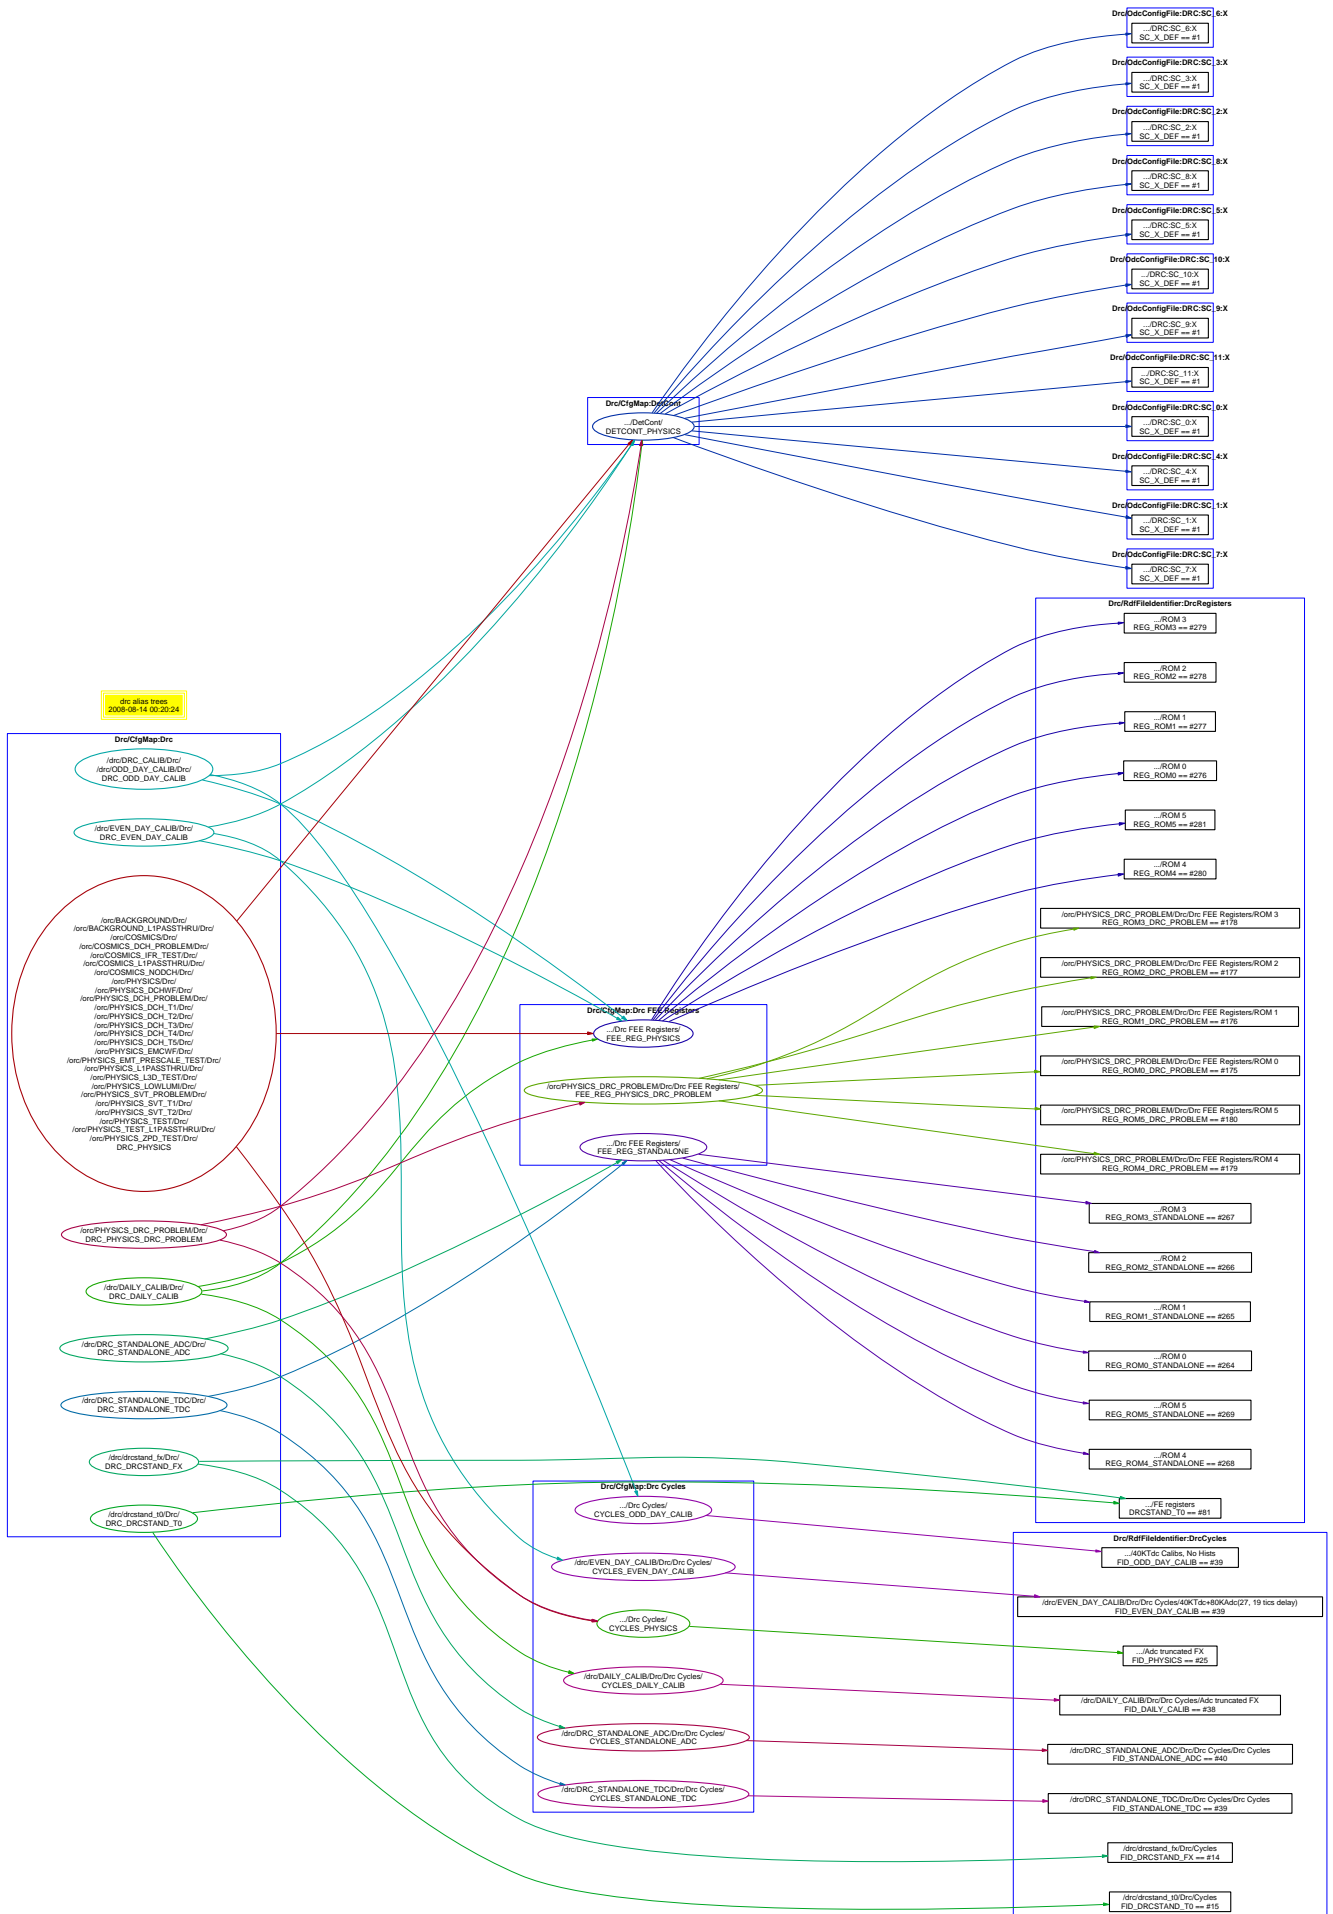 Drc/OdcConfigFile:DRC:SC_6:X
.../DRC:SC_6:X
SC_X_DEF == #1
Drc/OdcConfigFile:DRC:SC_3:X
.../DRC:SC_3:X
SC_X_DEF == #1
Drc/OdcConfigFile:DRC:SC_2:X
.../DRC:SC_2:X
SC_X_DEF == #1
Drc/OdcConfigFile:DRC:SC_8:X
.../DRC:SC_8:X
SC_X_DEF == #1
Drc/OdcConfigFile:DRC:SC_5:X
.../DRC:SC_5:X
SC_X_DEF == #1
Drc/OdcConfigFile:DRC:SC_10:X
.../DRC:SC_10:X
SC_X_DEF == #1
Drc/OdcConfigFile:DRC:SC_9:X
.../DRC:SC_9:X
SC_X_DEF == #1
Drc/OdcConfigFile:DRC:SC_11:X
.../DRC:SC_11:X
SC_X_DEF == #1
Drc/OdcConfigFile:DRC:SC_0:X
.../DRC:SC_0:X
SC_X_DEF == #1
Drc/OdcConfigFile:DRC:SC_4:X
.../DRC:SC_4:X
SC_X_DEF == #1
Drc/OdcConfigFile:DRC:SC_1:X
.../DRC:SC_1:X
SC_X_DEF == #1
Drc/OdcConfigFile:DRC:SC_7:X
.../DRC:SC_7:X
SC_X_DEF == #1
Drc/CfgMap:DetCont
.../DetCont/
DETCONT_PHYSICS
drc alias trees
2008-08-14 00:20:24
Drc/CfgMap:Drc
/drc/DRC_CALIB/Drc/
/drc/ODD_DAY_CALIB/Drc/
DRC_ODD_DAY_CALIB
/drc/EVEN_DAY_CALIB/Drc/
DRC_EVEN_DAY_CALIB
/orc/BACKGROUND/Drc/
/orc/BACKGROUND_L1PASSTHRU/Drc/
/orc/COSMICS/Drc/
/orc/COSMICS_DCH_PROBLEM/Drc/
/orc/COSMICS_IFR_TEST/Drc/
/orc/COSMICS_L1PASSTHRU/Drc/
/orc/COSMICS_NODCH/Drc/
/orc/PHYSICS/Drc/
/orc/PHYSICS_DCHWF/Drc/
/orc/PHYSICS_DCH_PROBLEM/Drc/
/orc/PHYSICS_DCH_T1/Drc/
/orc/PHYSICS_DCH_T2/Drc/
/orc/PHYSICS_DCH_T3/Drc/
/orc/PHYSICS_DCH_T4/Drc/
/orc/PHYSICS_DCH_T5/Drc/
/orc/PHYSICS_EMCWF/Drc/
/orc/PHYSICS_EMT_PRESCALE_TEST/Drc/
/orc/PHYSICS_L1PASSTHRU/Drc/
/orc/PHYSICS_L3D_TEST/Drc/
/orc/PHYSICS_LOWLUMI/Drc/
/orc/PHYSICS_SVT_PROBLEM/Drc/
/orc/PHYSICS_SVT_T1/Drc/
/orc/PHYSICS_SVT_T2/Drc/
/orc/PHYSICS_TEST/Drc/
/orc/PHYSICS_TEST_L1PASSTHRU/Drc/
/orc/PHYSICS_ZPD_TEST/Drc/
DRC_PHYSICS
/orc/PHYSICS_DRC_PROBLEM/Drc/
DRC_PHYSICS_DRC_PROBLEM
/drc/DAILY_CALIB/Drc/
DRC_DAILY_CALIB
/drc/DRC_STANDALONE_ADC/Drc/
DRC_STANDALONE_ADC
/drc/DRC_STANDALONE_TDC/Drc/
DRC_STANDALONE_TDC
/drc/drcstand_fx/Drc/
DRC_DRCSTAND_FX
/drc/drcstand_t0/Drc/
DRC_DRCSTAND_T0
Drc/CfgMap:Drc FEE Registers
.../Drc FEE Registers/
FEE_REG_PHYSICS
/orc/PHYSICS_DRC_PROBLEM/Drc/Drc FEE Registers/
FEE_REG_PHYSICS_DRC_PROBLEM
.../Drc FEE Registers/
FEE_REG_STANDALONE
Drc/CfgMap:Drc Cycles
.../Drc Cycles/
CYCLES_ODD_DAY_CALIB
/drc/EVEN_DAY_CALIB/Drc/Drc Cycles/
CYCLES_EVEN_DAY_CALIB
.../Drc Cycles/
CYCLES_PHYSICS
/drc/DAILY_CALIB/Drc/Drc Cycles/
CYCLES_DAILY_CALIB
/drc/DRC_STANDALONE_ADC/Drc/Drc Cycles/
CYCLES_STANDALONE_ADC
/drc/DRC_STANDALONE_TDC/Drc/Drc Cycles/
CYCLES_STANDALONE_TDC
Drc/RdfFileIdentifier:DrcRegisters
.../ROM 3
REG_ROM3 == #279
.../ROM 2
REG_ROM2 == #278
.../ROM 1
REG_ROM1 == #277
.../ROM 0
REG_ROM0 == #276
.../ROM 5
REG_ROM5 == #281
.../ROM 4
REG_ROM4 == #280
/orc/PHYSICS_DRC_PROBLEM/Drc/Drc FEE Registers/ROM 3
REG_ROM3_DRC_PROBLEM == #178
/orc/PHYSICS_DRC_PROBLEM/Drc/Drc FEE Registers/ROM 2
REG_ROM2_DRC_PROBLEM == #177
/orc/PHYSICS_DRC_PROBLEM/Drc/Drc FEE Registers/ROM 1
REG_ROM1_DRC_PROBLEM == #176
/orc/PHYSICS_DRC_PROBLEM/Drc/Drc FEE Registers/ROM 0
REG_ROM0_DRC_PROBLEM == #175
/orc/PHYSICS_DRC_PROBLEM/Drc/Drc FEE Registers/ROM 5
REG_ROM5_DRC_PROBLEM == #180
/orc/PHYSICS_DRC_PROBLEM/Drc/Drc FEE Registers/ROM 4
REG_ROM4_DRC_PROBLEM == #179
.../ROM 3
REG_ROM3_STANDALONE == #267
.../ROM 2
REG_ROM2_STANDALONE == #266
.../ROM 1
REG_ROM1_STANDALONE == #265
.../ROM 0
REG_ROM0_STANDALONE == #264
.../ROM 5
REG_ROM5_STANDALONE == #269
.../ROM 4
REG_ROM4_STANDALONE == #268
.../FE registers
DRCSTAND_T0 == #81
Drc/RdfFileIdentifier:DrcCycles
.../40KTdc Calibs, No Hists
FID_ODD_DAY_CALIB == #39
/drc/EVEN_DAY_CALIB/Drc/Drc Cycles/40KTdc+80KAdc(27, 19 tics delay)
FID_EVEN_DAY_CALIB == #39
.../Adc truncated FX
FID_PHYSICS == #25
/drc/DAILY_CALIB/Drc/Drc Cycles/Adc truncated FX
FID_DAILY_CALIB == #38
/drc/DRC_STANDALONE_ADC/Drc/Drc Cycles/Drc Cycles
FID_STANDALONE_ADC == #40
/drc/DRC_STANDALONE_TDC/Drc/Drc Cycles/Drc Cycles
FID_STANDALONE_TDC == #39
/drc/drcstand_fx/Drc/Cycles
FID_DRCSTAND_FX == #14
/drc/drcstand_t0/Drc/Cycles
FID_DRCSTAND_T0 == #15